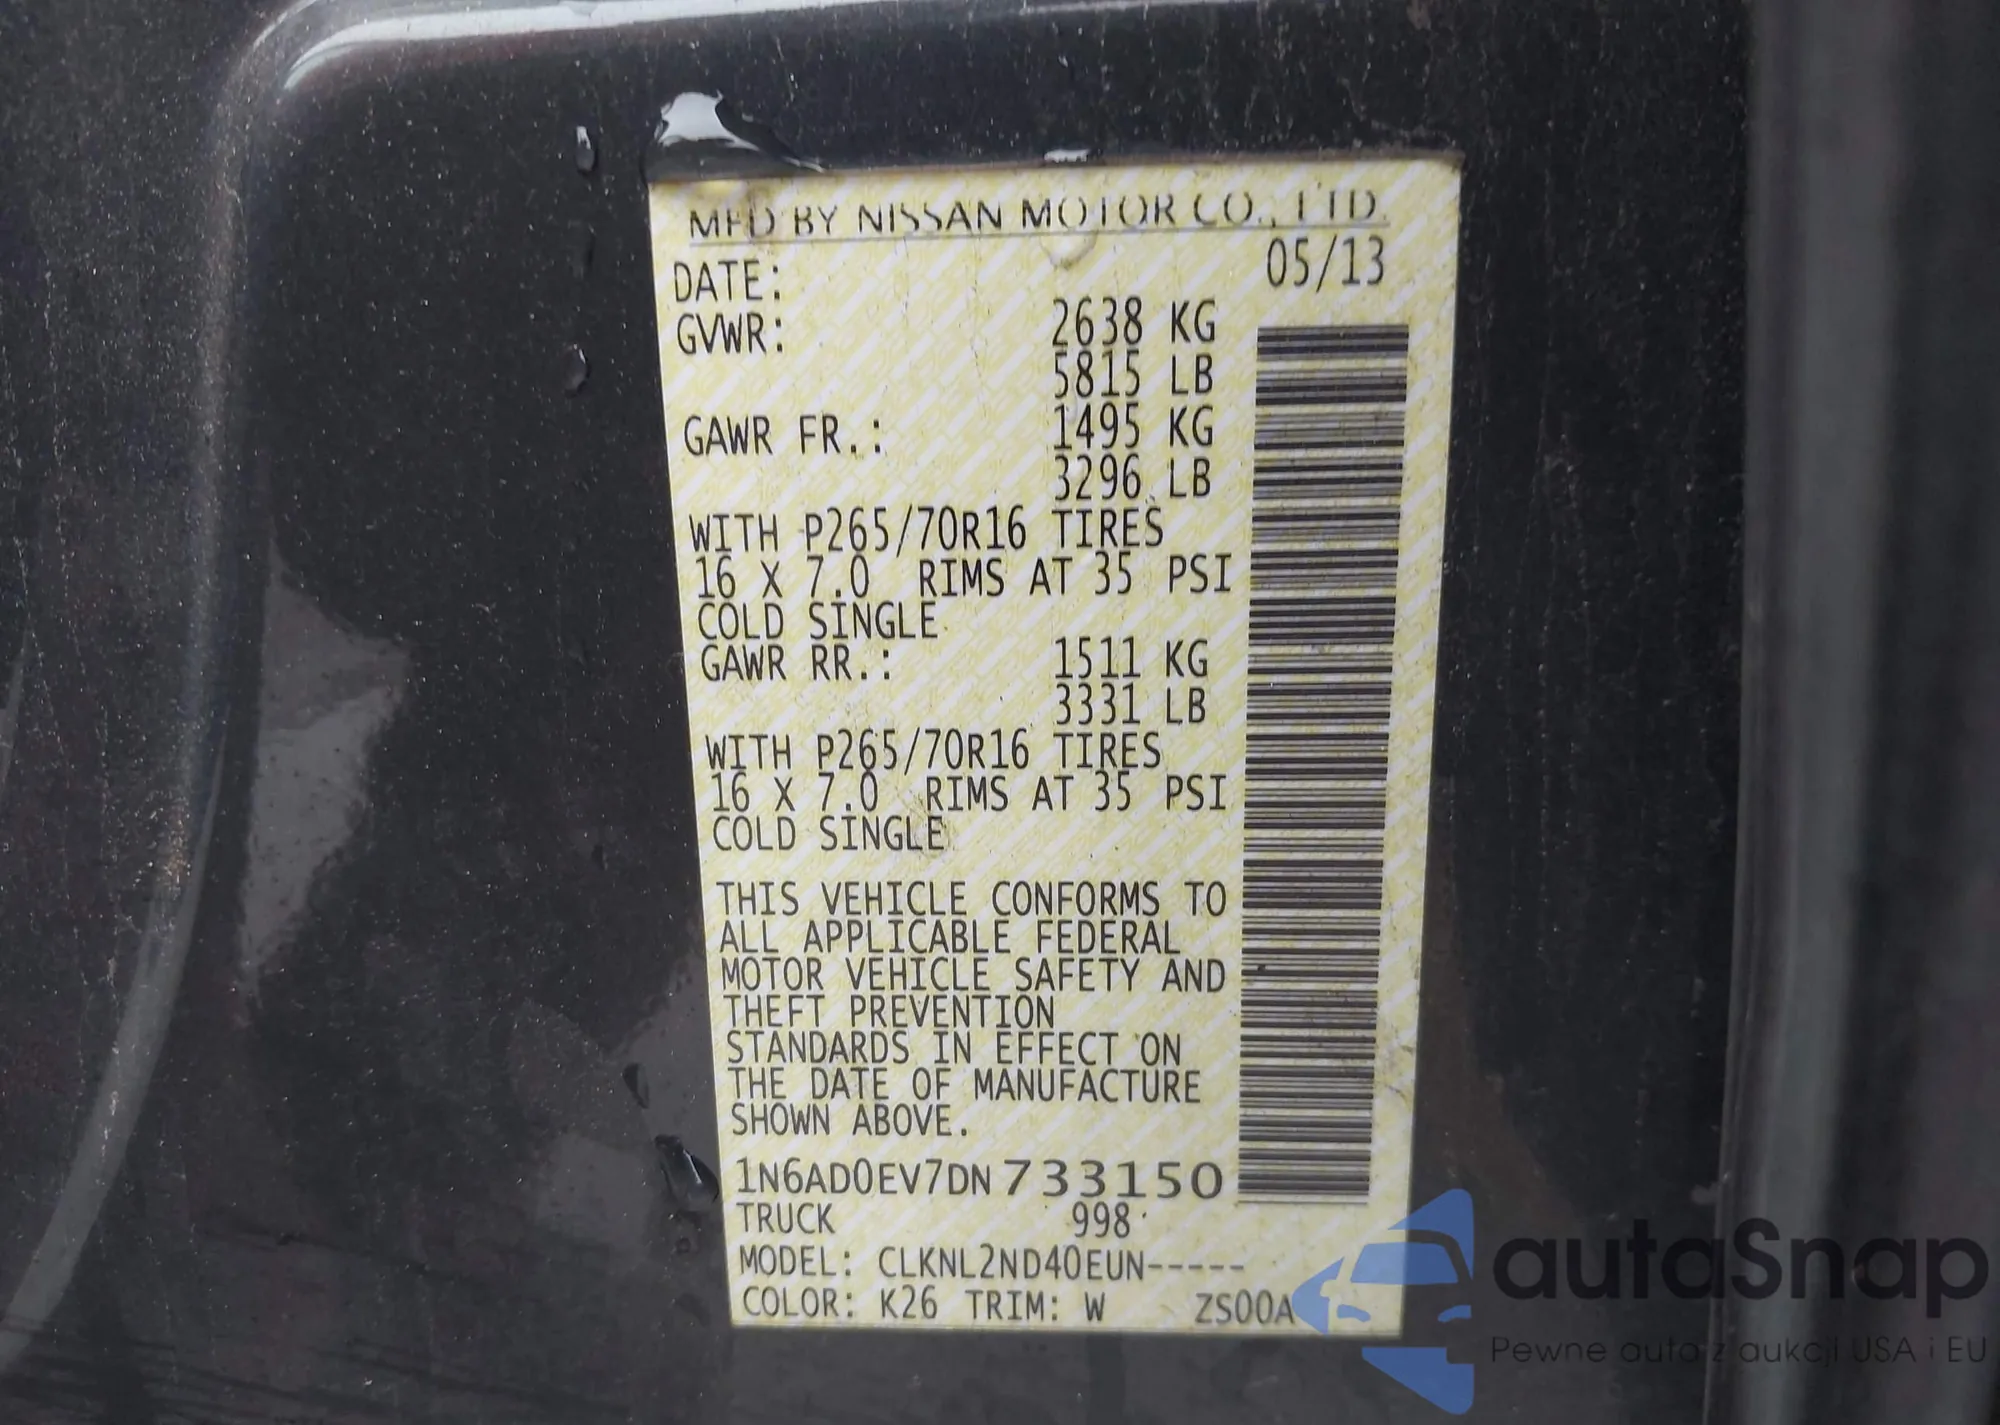 MFD BY NISSAN MOTOR CO., LTD.
DATE: 05/13
GVWR: 2638 KG
5815 LB
GAWR FR.: 1495 KG
3296 LB
WITH P265/70R16 TIRES
16 X 7.0 RIMS AT 35 PSI
COLD SINGLE
GAWR RR.: 1511 KG
3331 LB
WITH P265/70R16 TIRES
16 X 7.0 RIMS AT 35 PSI
COLD SINGLE
THIS VEHICLE CONFORMS TO
ALL APPLICABLE FEDERAL
MOTOR VEHICLE SAFETY AND
THEFT PREVENTION
STANDARDS IN EFFECT ON
THE DATE OF MANUFACTURE
SHOWN ABOVE.
1N6AD0EV7DN733150
TRUCK 998
MODEL: CLKNL2ND40EUN-----
COLOR: K26 TRIM: W ZS00A
autaSnap
Pewne auta z aukcji USA i EU